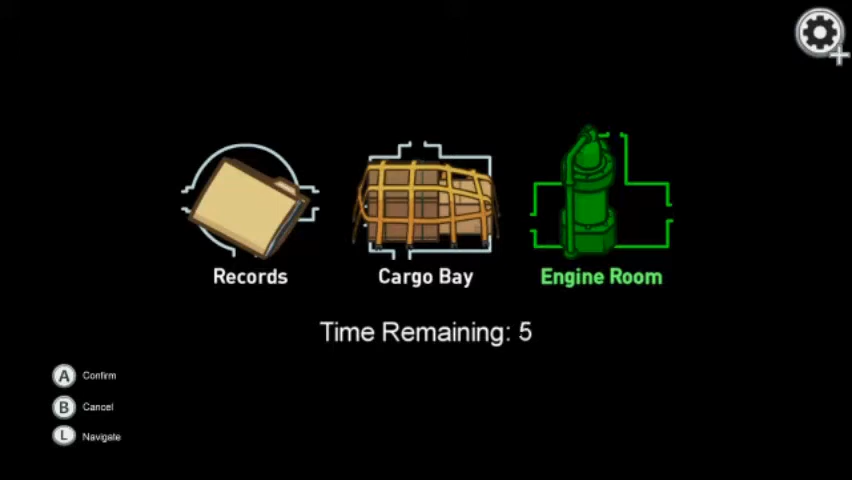 Records
Cargo Bay
Engine Room
Time Remaining: 5
A Confirm
B Cancel
L Navigate